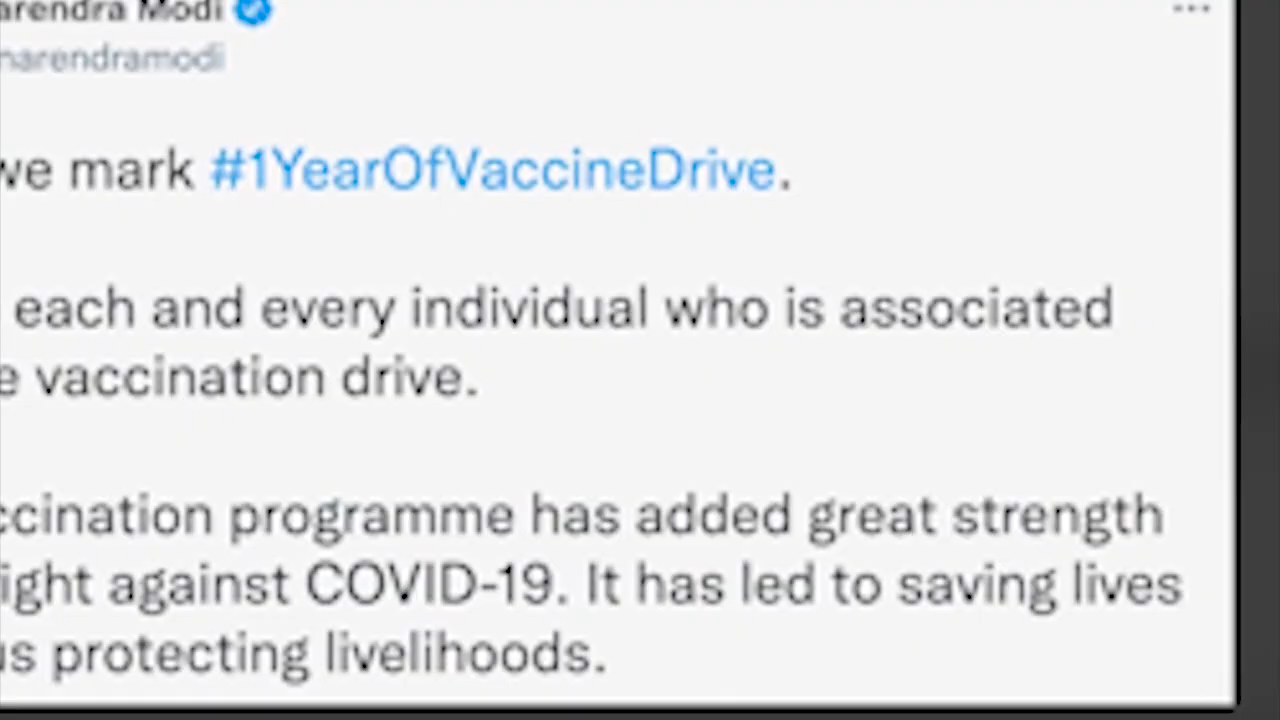 arendra Modi
narendramodi
we mark #1YearOfVaccineDrive.
each and every individual who is associated
e vaccination drive.
ccination programme has added great strength
ight against COVID-19. It has led to saving lives
us protecting livelihoods.